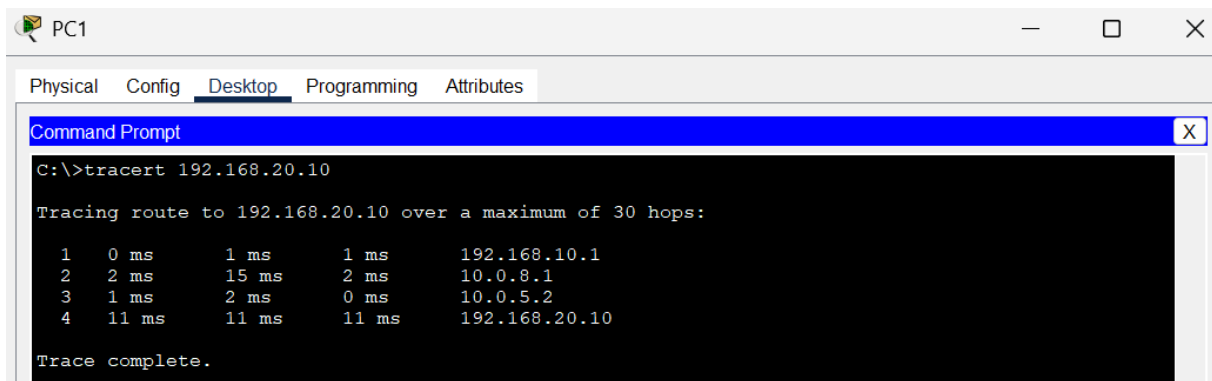 PC1
Physical Config Desktop Programming Attributes
Command Prompt X
C:\>tracert 192.168.20.10
Tracing route to 192.168.20.10 over a maximum of 30 hops:
1 0 ms 1 ms 1 ms 192.168.10.1
2 2 ms 15 ms 2 ms 10.0.8.1
3 1 ms 2 ms 0 ms 10.0.5.2
4 11 ms 11 ms 11 ms 192.168.20.10
Trace complete.